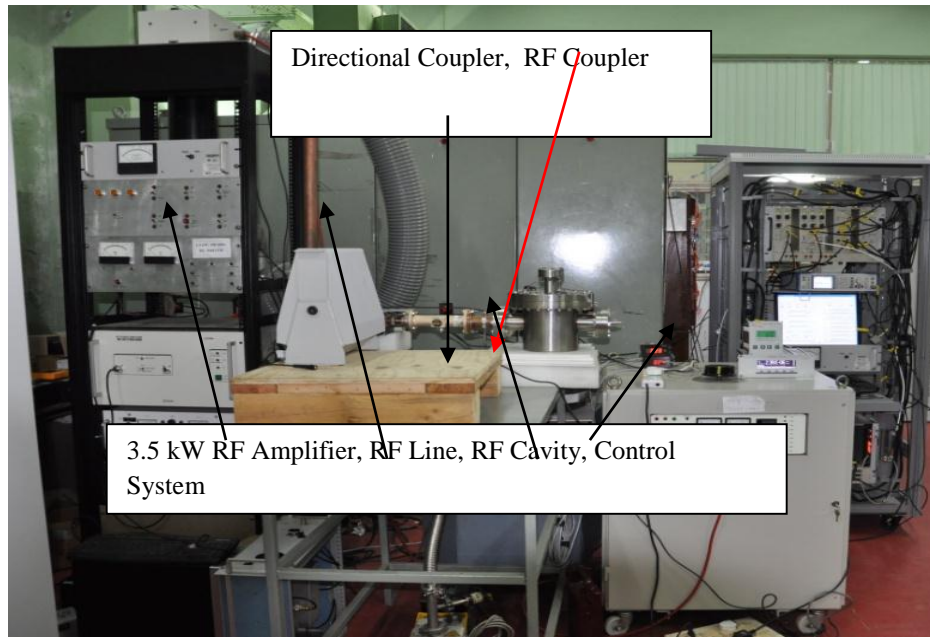 Directional Coupler, RF Coupler
3.5 kW RF Amplifier, RF Line, RF Cavity, Control
System